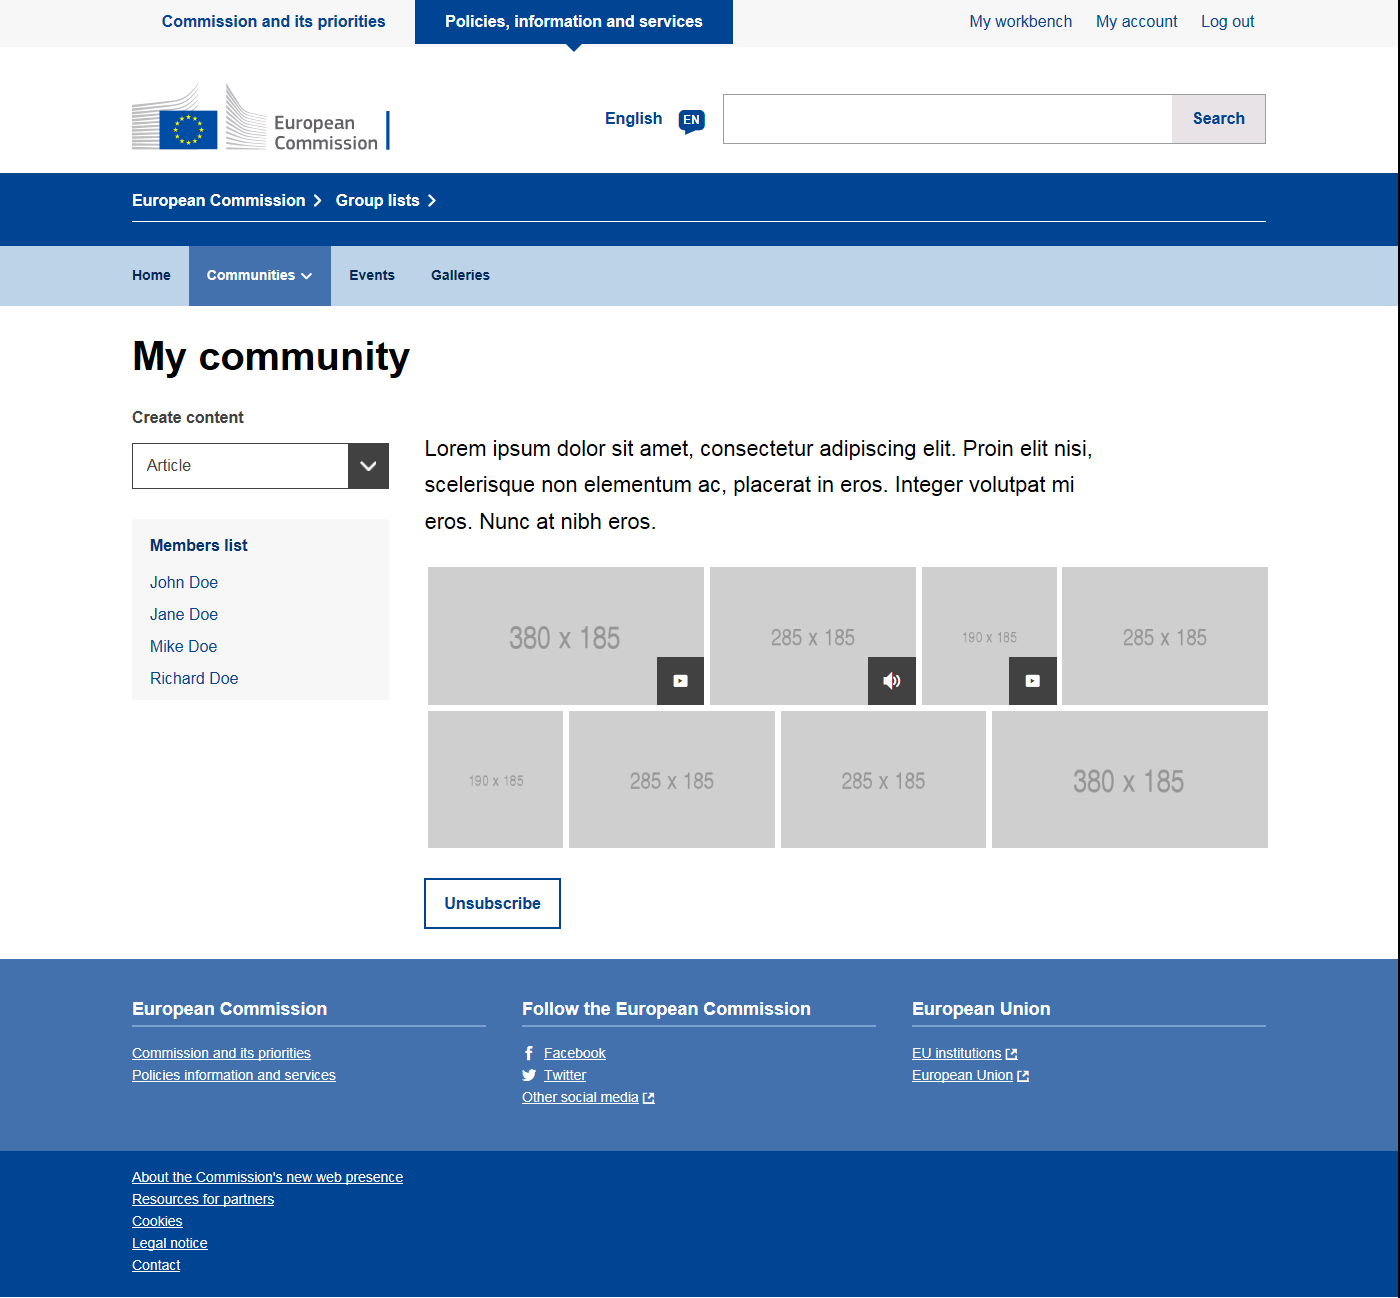 Commission and its priorities
Policies, information and services
My workbench
My account
Log out
European
Commission
English
EN
Search
European Commission
Group lists
Home
Communities
Events
Galleries
My community
Create content
Article
Members list
John Doe
Jane Doe
Mike Doe
Richard Doe
Lorem ipsum dolor sit amet, consectetur adipiscing elit. Proin elit nisi,
scelerisque non elementum ac, placerat in eros. Integer volutpat mi
eros. Nunc at nibh eros.
380 x 185
285 x 185
190 x 185
285 x 185
190 x 185
285 x 185
285 x 185
380 x 185
Unsubscribe
European Commission
Commission and its priorities
Policies information and services
Follow the European Commission
Facebook
Twitter
Other social media
European Union
EU institutions
European Union
About the Commission's new web presence
Resources for partners
Cookies
Legal notice
Contact